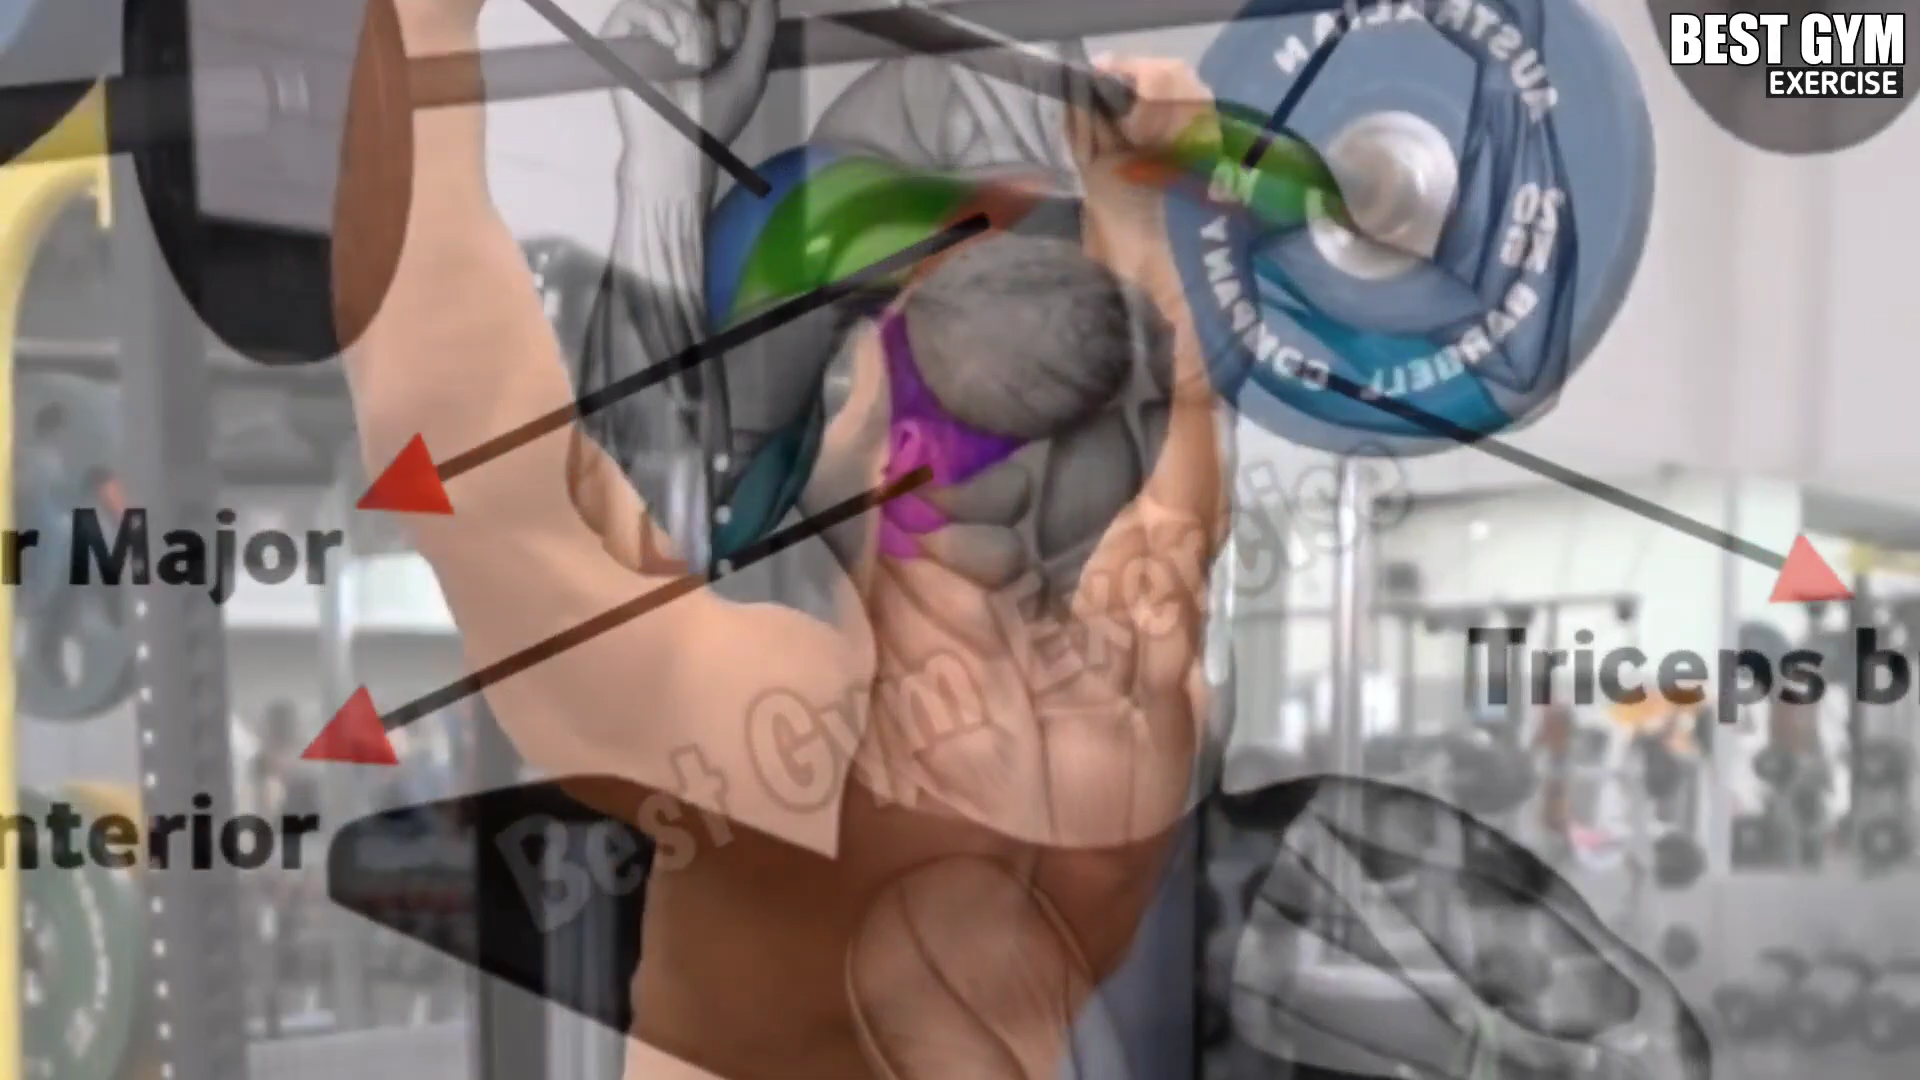 BEST GYM
EXERCISE
r Major
Triceps b
nterior
Best Gym Exercise
AUSTRALIAN
BARBELL COMPANY
20
KG